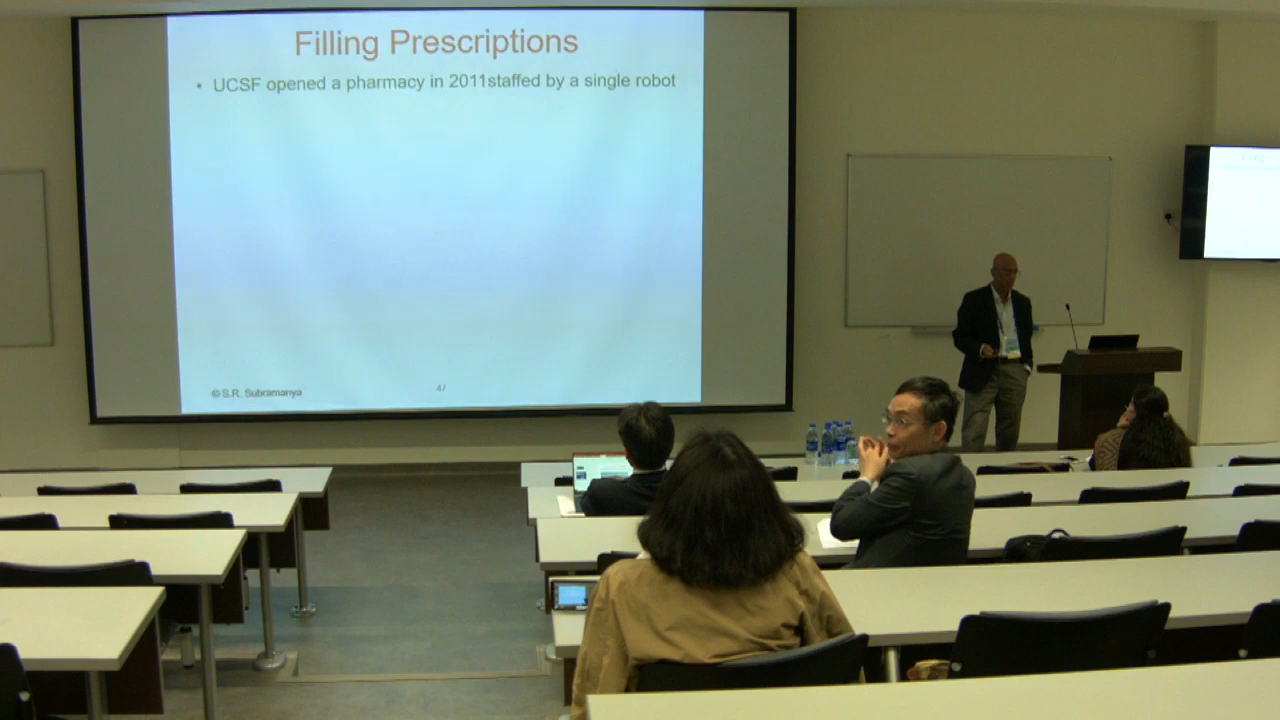 Filling Prescriptions
• UCSF opened a pharmacy in 2011staffed by a single robot
© S.R. Subramanya
47